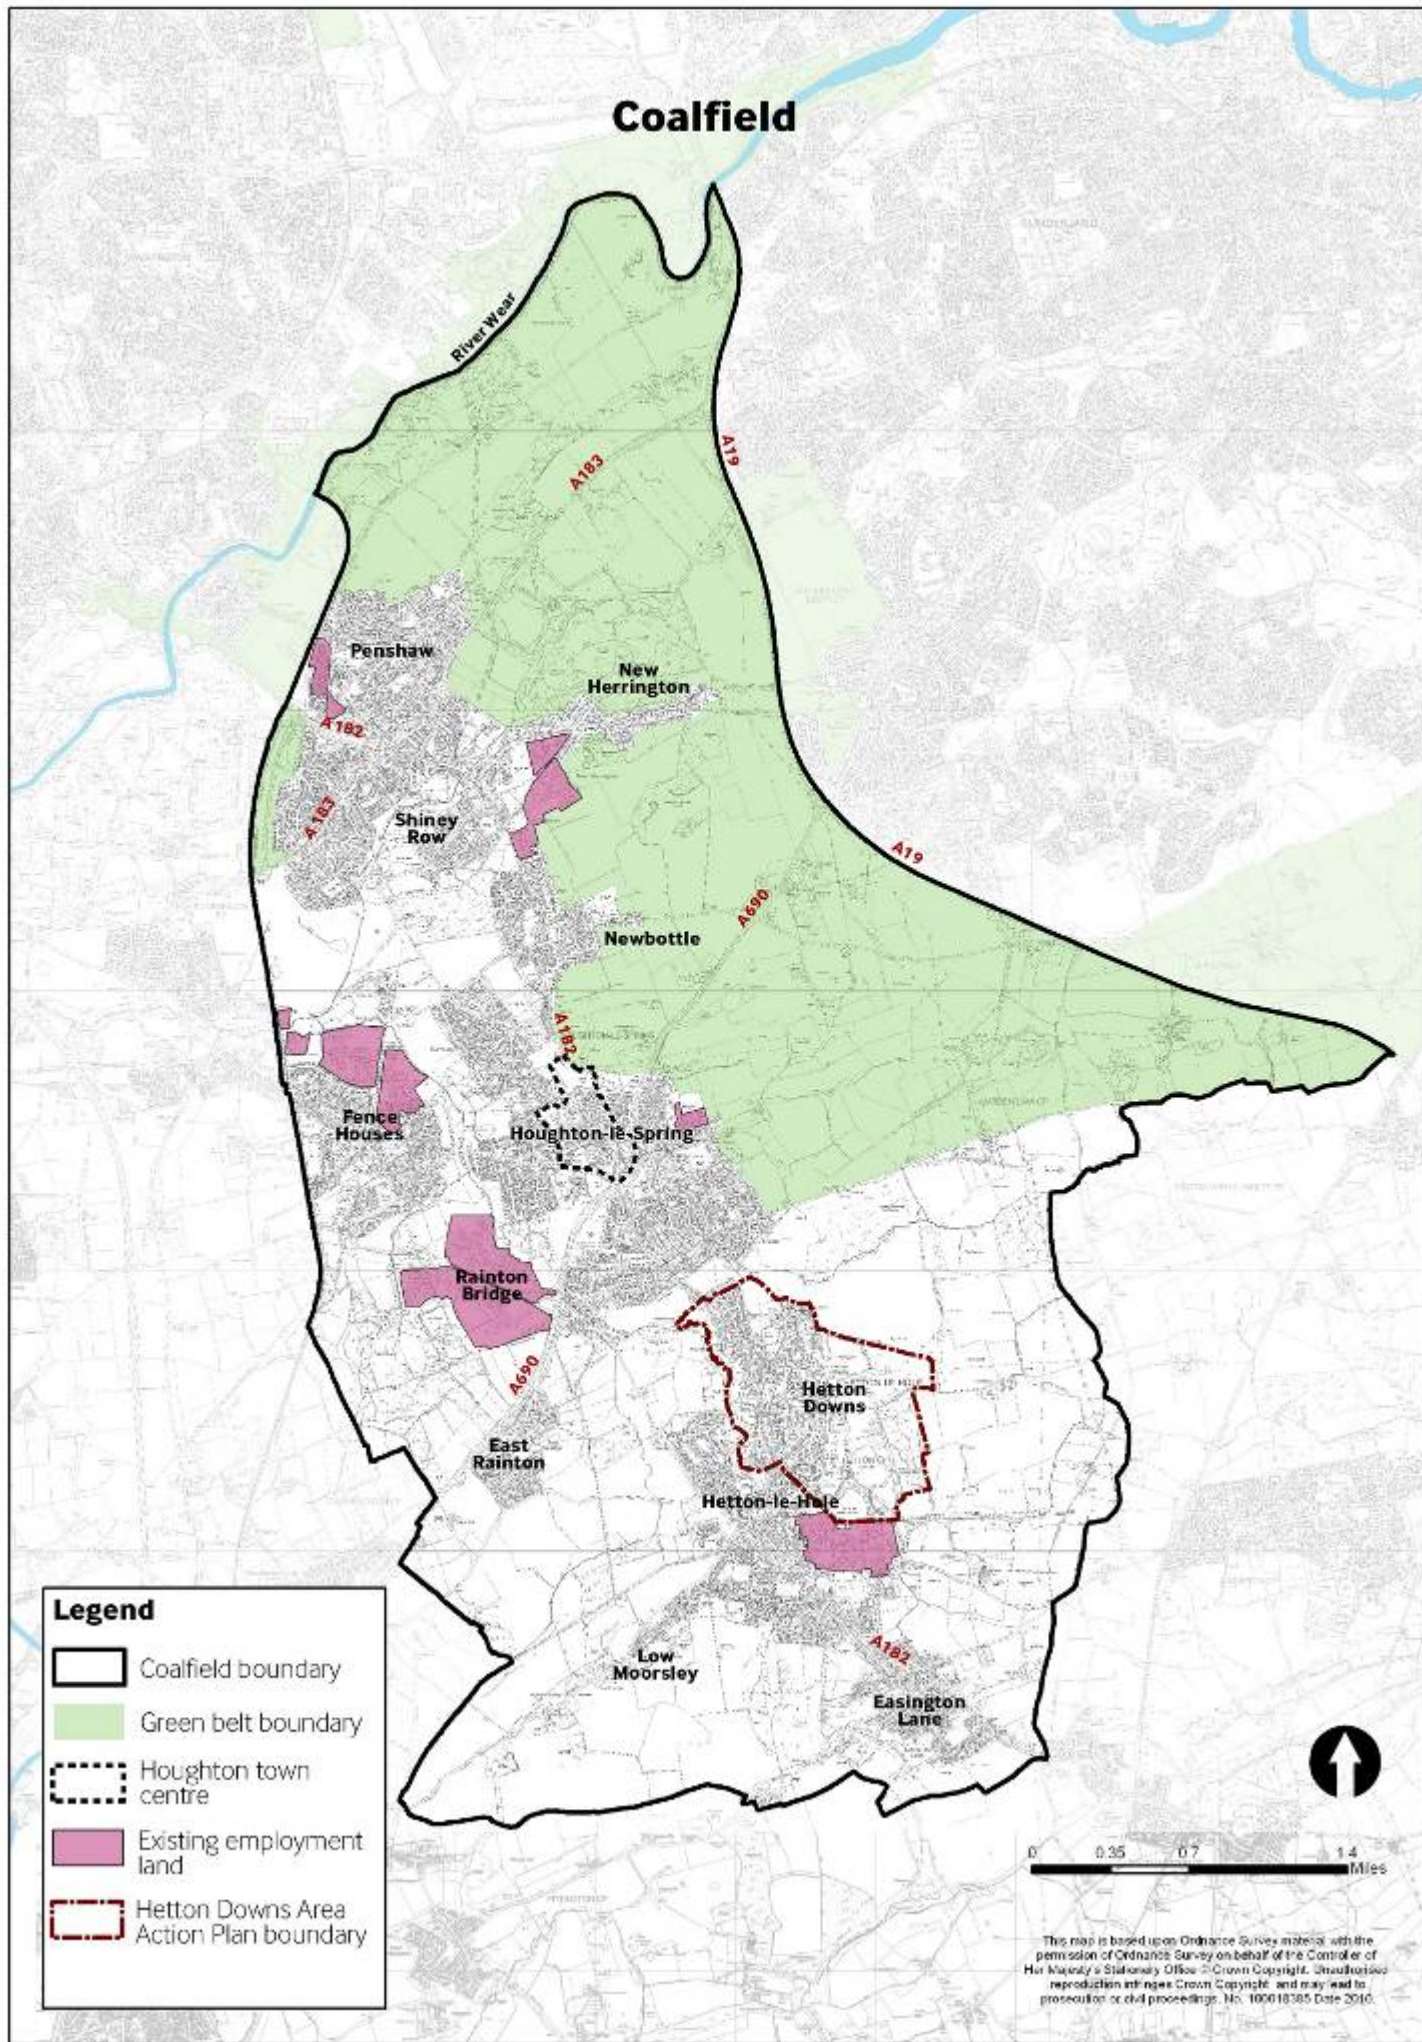 Coalfield
River Wear
A19
A183
Penshaw
New
Herrington
A182
A183
Shiney
Row
A19
A690
Newbottle
A182
Fence
Houses
Houghton-le-Spring
Rainton
Bridge
A690
Hetton
Downs
East
Rainton
Hetton-le-Hole
Low
Moorsley
A182
Easington
Lane
Legend
Coalfield boundary
Green belt boundary
Houghton town
centre
Existing employment
land
Hetton Downs Area
Action Plan boundary
0 0.35 0.7 1.4
Miles
This map is based upon Ordnance Survey material with the
permission of Ordnance Survey on behalf of the Controller of
Her Majesty's Stationery Office © Crown Copyright. Unauthorised
reproduction infringes Crown Copyright and may lead to
prosecution or civil proceedings. No. 100018385 Date 2010.